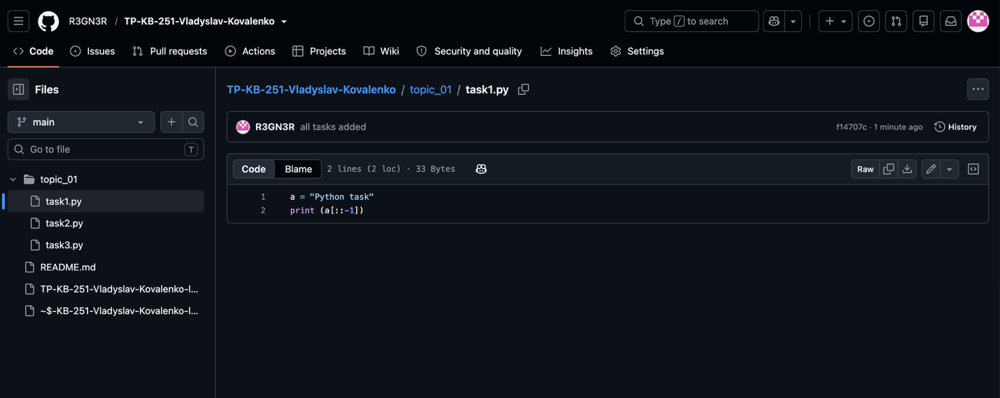 R3GN3R / TP-KB-251-Vladyslav-Kovalenko
Type / to search
Code Issues Pull requests Actions Projects Wiki Security and quality Insights Settings
Files
main
Go to file T
topic_01
task1.py
task2.py
task3.py
README.md
TP-KB-251-Vladyslav-Kovalenko-l...
~$-KB-251-Vladyslav-Kovalenko-l...
TP-KB-251-Vladyslav-Kovalenko / topic_01 / task1.py
R3GN3R all tasks added f14707c · 1 minute ago History
Code Blame 2 lines (2 loc) · 33 Bytes Raw
1 a = "Python task"
2 print (a[::-1])